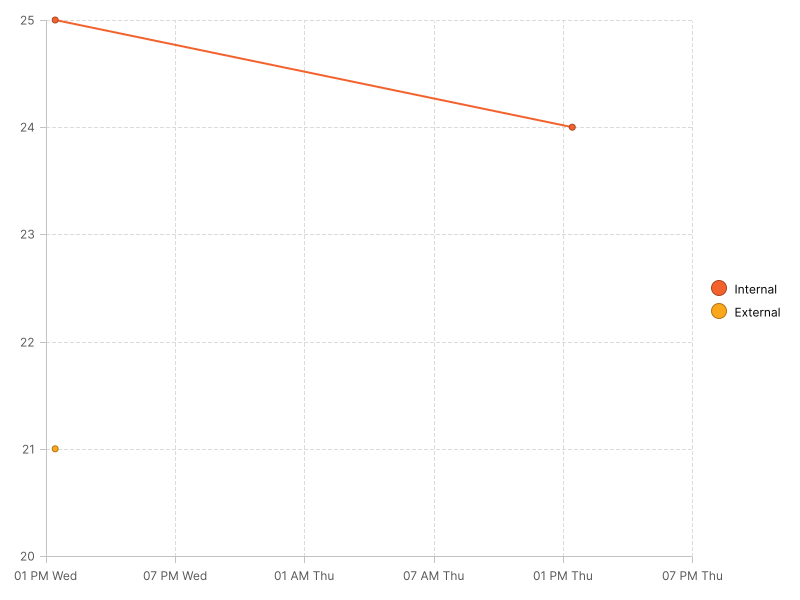 25
24
23
22
21
20
01 PM Wed
07 PM Wed
01 AM Thu
07 AM Thu
01 PM Thu
07 PM Thu
Internal
External